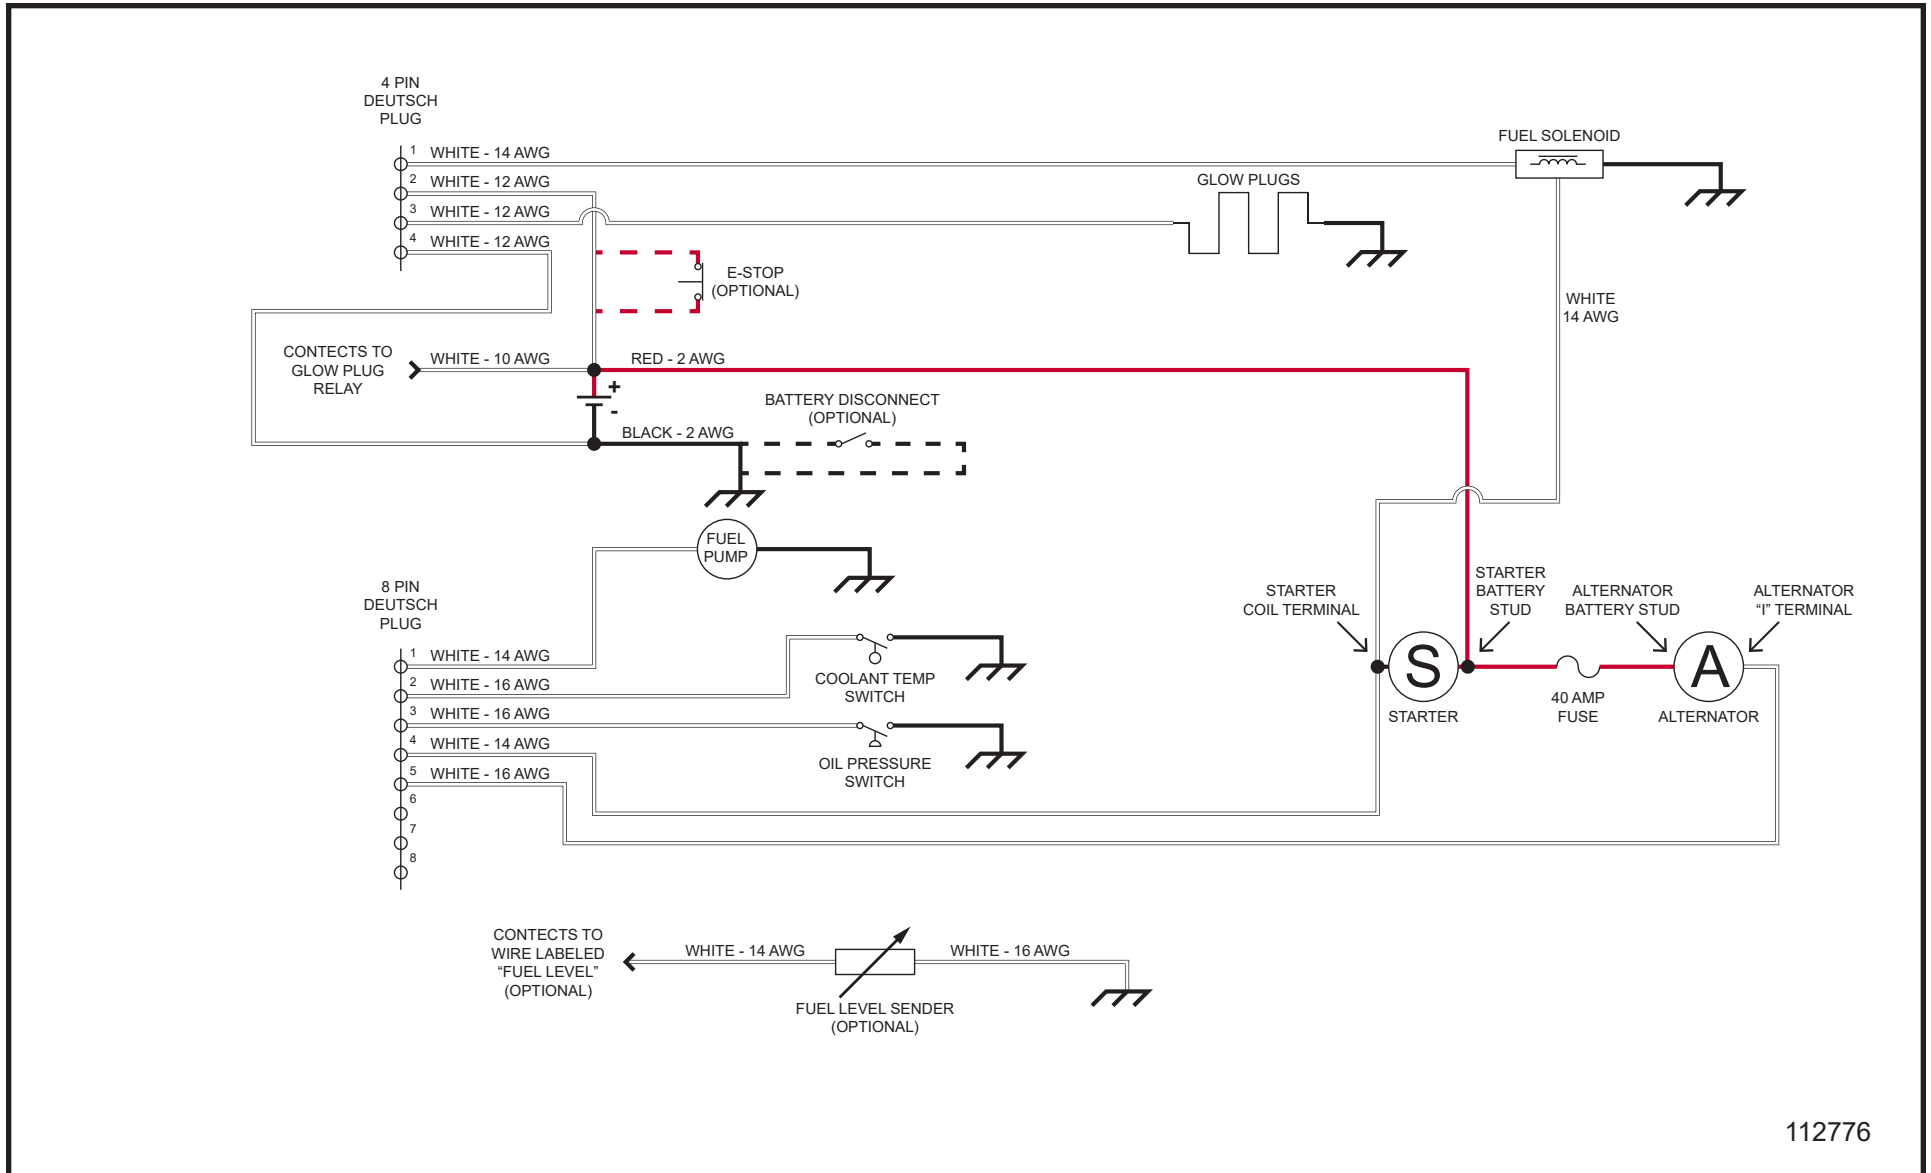 4 PIN
DEUTSCH
PLUG
1 WHITE - 14 AWG
2 WHITE - 12 AWG
3 WHITE - 12 AWG
4 WHITE - 12 AWG
FUEL SOLENOID
GLOW PLUGS
E-STOP
(OPTIONAL)
WHITE
14 AWG
CONTECTS TO
GLOW PLUG
RELAY
WHITE - 10 AWG
RED - 2 AWG
+
-
BATTERY DISCONNECT
(OPTIONAL)
BLACK - 2 AWG
FUEL
PUMP
8 PIN
DEUTSCH
PLUG
1 WHITE - 14 AWG
2 WHITE - 16 AWG
3 WHITE - 16 AWG
4 WHITE - 14 AWG
5 WHITE - 16 AWG
6
7
8
COOLANT TEMP
SWITCH
OIL PRESSURE
SWITCH
STARTER
COIL TERMINAL
STARTER
BATTERY
STUD
ALTERNATOR
BATTERY STUD
ALTERNATOR
“I” TERMINAL
S
STARTER
40 AMP
FUSE
A
ALTERNATOR
CONTECTS TO
WIRE LABELED
“FUEL LEVEL”
(OPTIONAL)
WHITE - 14 AWG
WHITE - 16 AWG
FUEL LEVEL SENDER
(OPTIONAL)
112776